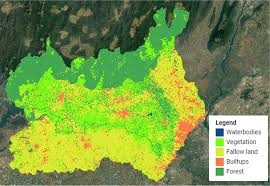 Legend
Waterbodies
Vegetation
Fallow land
Builtups
Forest